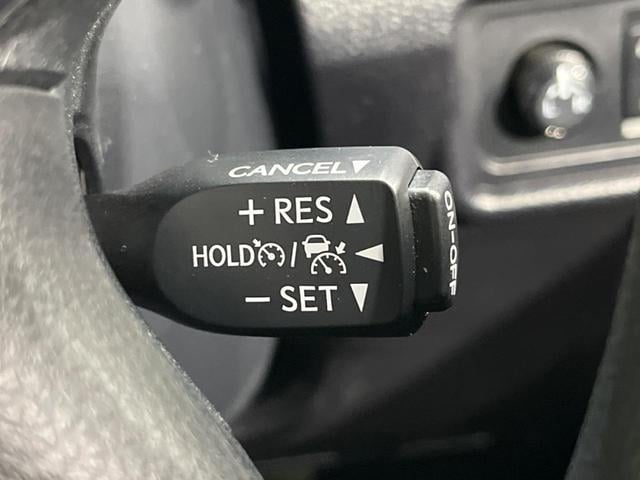 CANCEL▼
+ RES ▲
HOLD / ◀
- SET ▼
ON-OFF